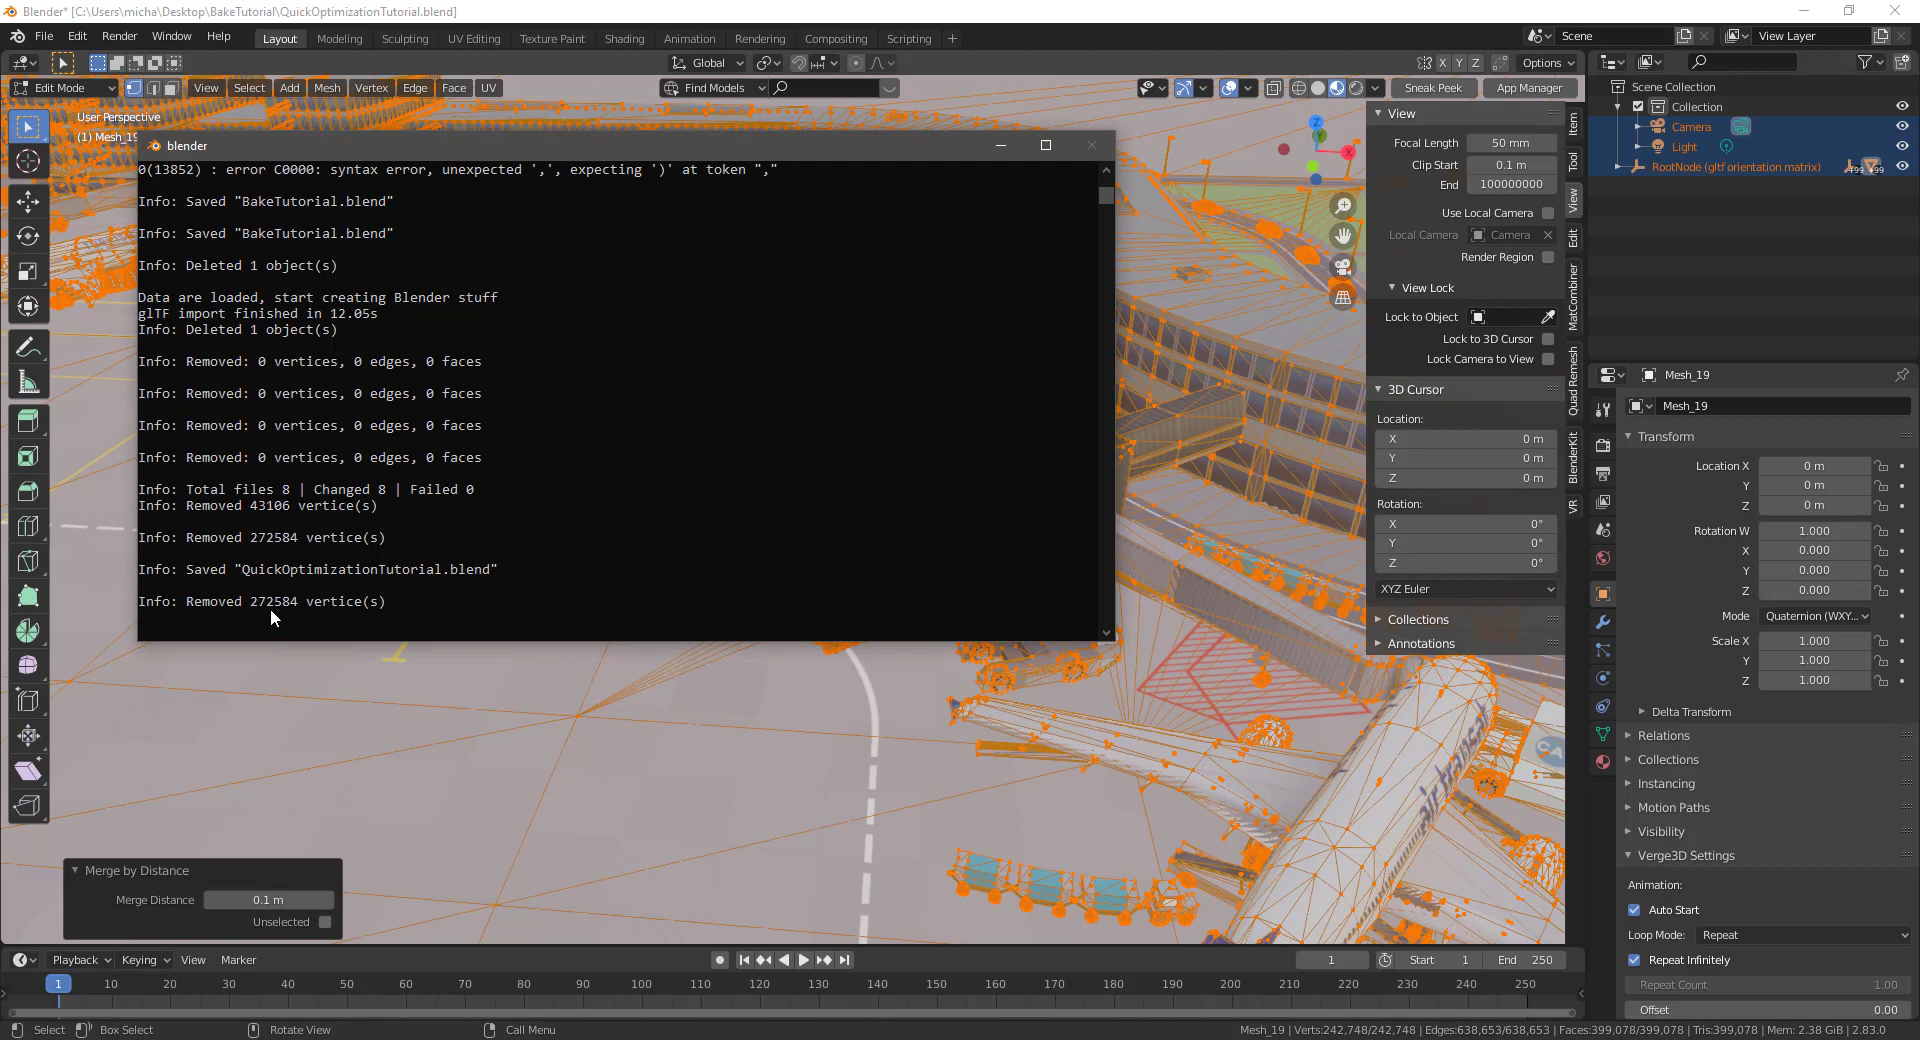 Blender* [C:\Users\micha\Desktop\BakeTutorial\QuickOptimizationTutorial.blend]
File Edit Render Window Help
Layout Modeling Sculpting UV Editing Texture Paint Shading Animation Rendering Compositing Scripting +
Scene
View Layer
Global
X Y Z
Options
Edit Mode
View Select Add Mesh Vertex Edge Face UV
Find Models
Sneak Peek
App Manager
User Perspective
(1) Mesh_19
blender
0(13852) : error C0000: syntax error, unexpected ',', expecting ')' at token ","
Info: Saved "BakeTutorial.blend"
Info: Saved "BakeTutorial.blend"
Info: Deleted 1 object(s)
Data are loaded, start creating Blender stuff
glTF import finished in 12.05s
Info: Deleted 1 object(s)
Info: Removed: 0 vertices, 0 edges, 0 faces
Info: Removed: 0 vertices, 0 edges, 0 faces
Info: Removed: 0 vertices, 0 edges, 0 faces
Info: Removed: 0 vertices, 0 edges, 0 faces
Info: Total files 8 | Changed 8 | Failed 0
Info: Removed 43106 vertice(s)
Info: Removed 272584 vertice(s)
Info: Saved "QuickOptimizationTutorial.blend"
Info: Removed 272584 vertice(s)
Z
Y
X
View
Focal Length 50 mm
Clip Start 0.1 m
End 100000000
Use Local Camera
Local Camera Camera
Render Region
View Lock
Lock to Object
Lock to 3D Cursor
Lock Camera to View
3D Cursor
Location:
X 0 m
Y 0 m
Z 0 m
Rotation:
X 0°
Y 0°
Z 0°
XYZ Euler
Collections
Annotations
Item
Tool
View
Edit
MatCombiner
Quad Remesh
BlenderKit
VR
Scene Collection
Collection
Camera
Light
RootNode (gltf orientation matrix)
+99 +99
Mesh_19
Mesh_19
Transform
Location X 0 m
Y 0 m
Z 0 m
Rotation W 1.000
X 0.000
Y 0.000
Z 0.000
Mode Quaternion (WXY...
Scale X 1.000
Y 1.000
Z 1.000
Delta Transform
Relations
Collections
Instancing
Motion Paths
Visibility
Verge3D Settings
Animation:
Auto Start
Loop Mode: Repeat
Repeat Infinitely
Repeat Count 1.00
Offset 0.00
air transat
Merge by Distance
Merge Distance 0.1 m
Unselected
Playback Keying View Marker
1
Start 1
End 250
1 10 20 30 40 50 60 70 80 90 100 110 120 130 140 150 160 170 180 190 200 210 220 230 240 250
Select Box Select Rotate View Call Menu
Mesh_19 | Verts:242,748/242,748 | Edges:638,653/638,653 | Faces:399,078/399,078 | Tris:399,078 | Mem: 2.38 GiB | 2.83.0